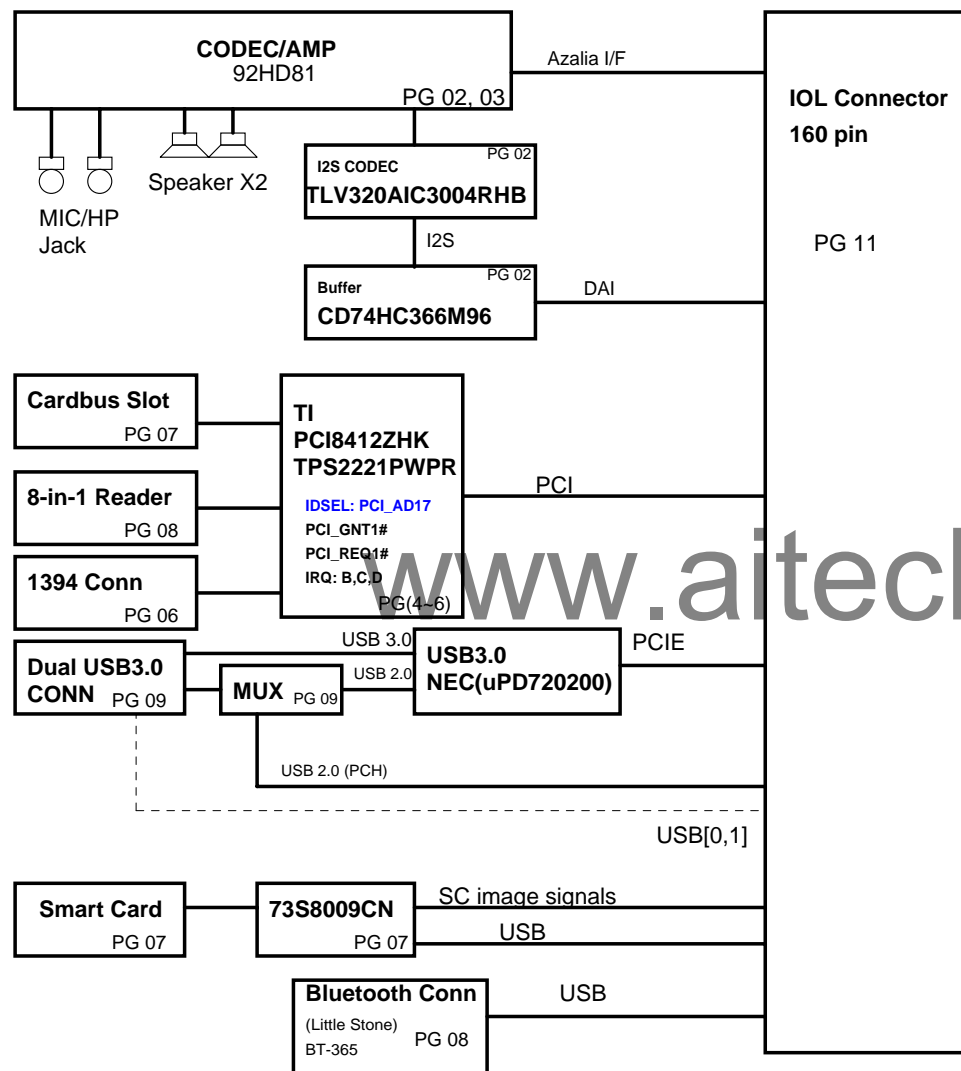 CODEC/AMP
92HD81
PG 02, 03
Azalia I/F
IOL Connector
160 pin
PG 11
MIC/HP
Jack
Speaker X2
PG 02
I2S CODEC
TLV320AIC3004RHB
I2S
PG 02
Buffer
CD74HC366M96
DAI
Cardbus Slot
PG 07
8-in-1 Reader
PG 08
1394 Conn
PG 06
TI
PCI8412ZHK
TPS2221PWPR
IDSEL: PCI_AD17
PCI_GNT1#
PCI_REQ1#
IRQ: B,C,D
PG(4~6)
PCI
www.aitech
Dual USB3.0
CONN PG 09
USB 3.0
MUX PG 09
USB 2.0
USB3.0
NEC(uPD720200)
PCIE
USB 2.0 (PCH)
USB[0,1]
Smart Card
PG 07
73S8009CN
PG 07
SC image signals
USB
Bluetooth Conn
(Little Stone)
BT-365
PG 08
USB